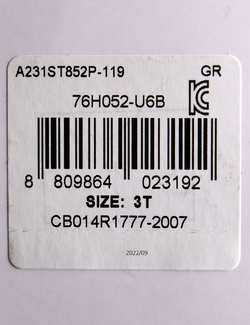 A231ST852P-119 GR
76H052-U6B
8 809864 023192
SIZE: 3T
CB014R1777-2007
2022/09